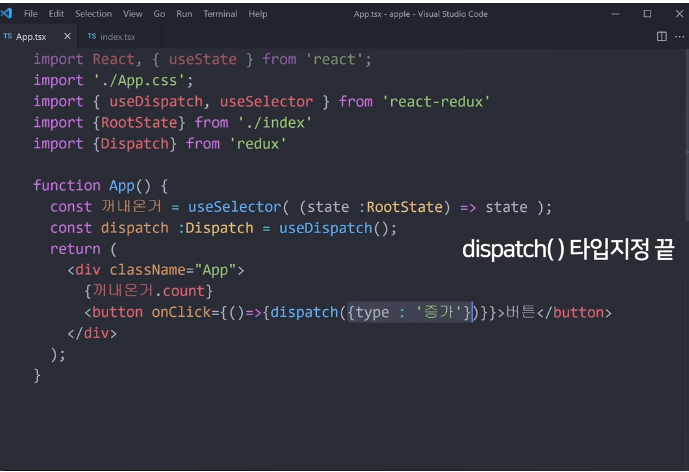 File Edit Selection View Go Run Terminal Help App.tsx - apple - Visual Studio Code
TS App.tsx TS index.tsx
import React, { useState } from 'react';
import './App.css';
import { useDispatch, useSelector } from 'react-redux'
import {RootState} from './index'
import {Dispatch} from 'redux'
function App() {
const 꺼내온거 = useSelector( (state :RootState) => state );
const dispatch :Dispatch = useDispatch();
return (
dispatch( ) 타입지정 끝
<div className="App">
{꺼내온거.count}
<button onClick={()=>{dispatch({type : '증가'})}}>버튼</button>
</div>
);
}